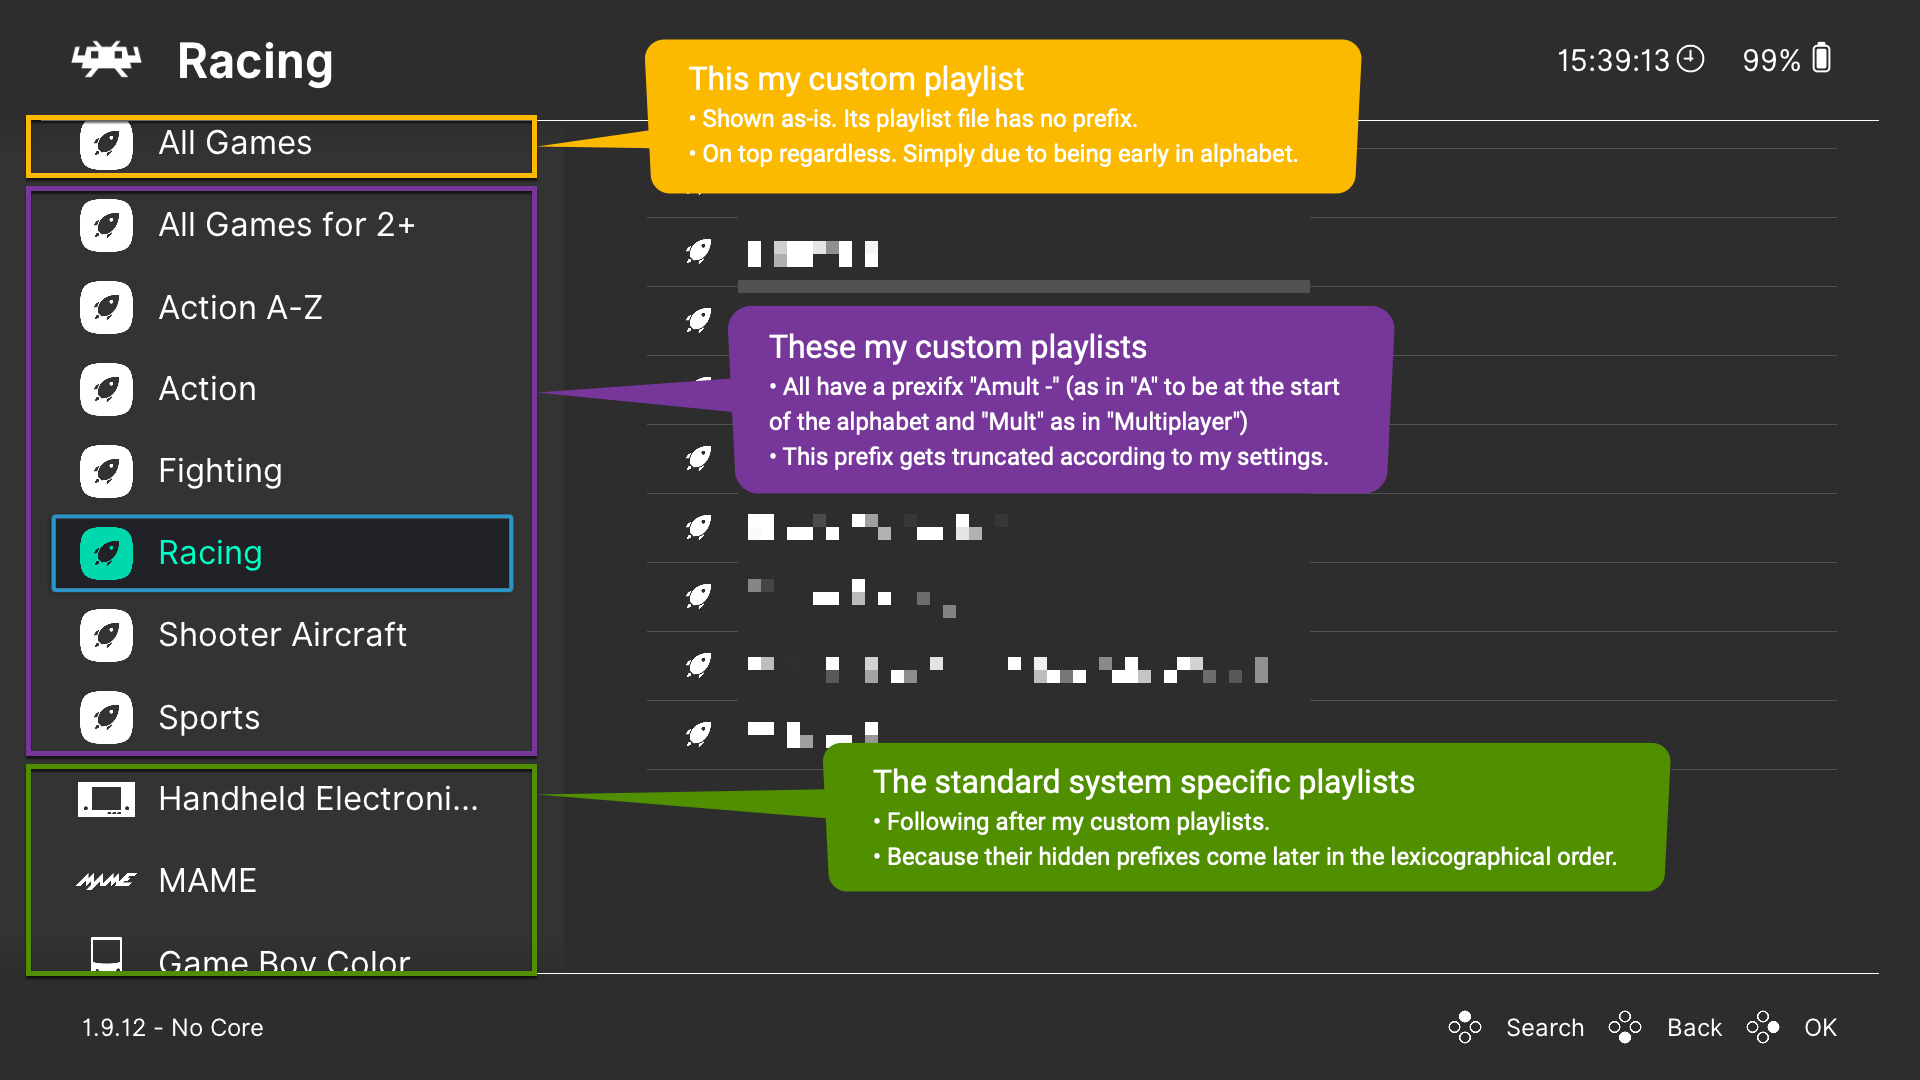 Racing
15:39:13
99%
This my custom playlist
• Shown as-is. Its playlist file has no prefix.
• On top regardless. Simply due to being early in alphabet.
All Games
All Games for 2+
Action A-Z
Action
Fighting
Racing
Shooter Aircraft
Sports
Handheld Electroni...
MAME
Game Boy Color
These my custom playlists
• All have a prexifx "Amult -" (as in "A" to be at the start
of the alphabet and "Mult" as in "Multiplayer")
• This prefix gets truncated according to my settings.
The standard system specific playlists
• Following after my custom playlists.
• Because their hidden prefixes come later in the lexicographical order.
1.9.12 - No Core
Search
Back
OK